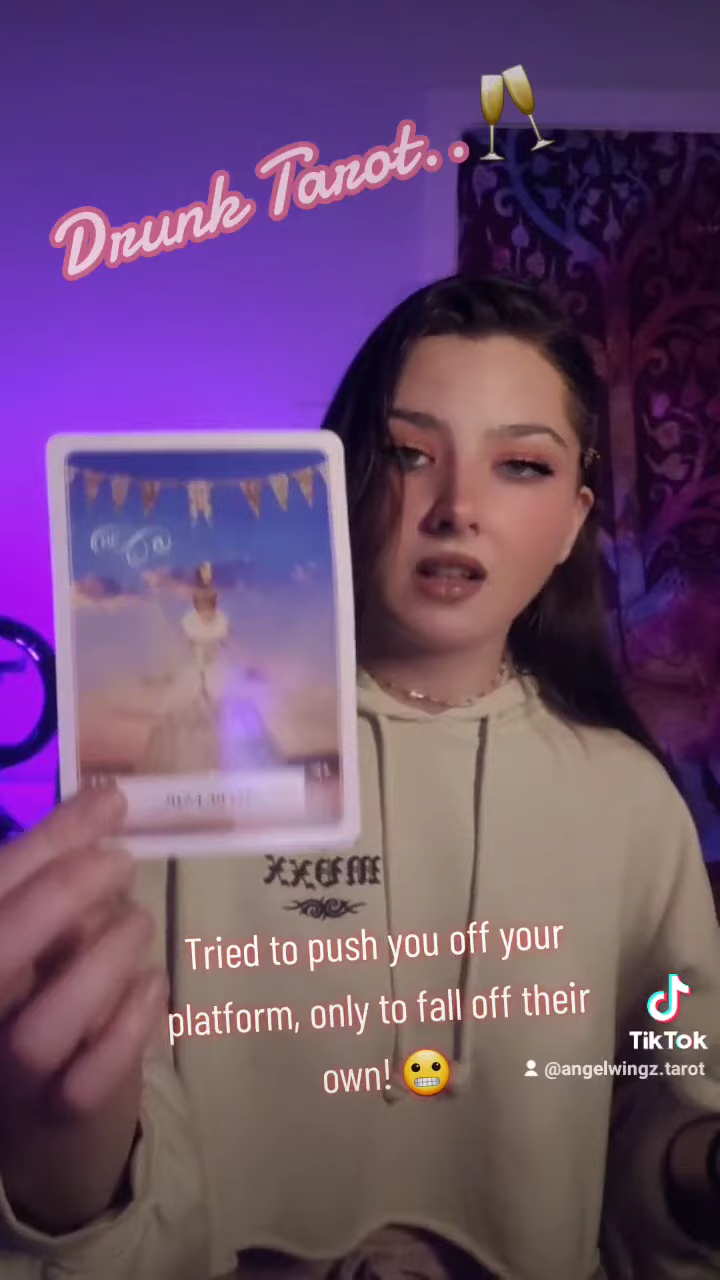 Drunk Tarot..
Tried to push you off your
platform, only to fall off their
own!
TikTok
@angelwingz.tarot